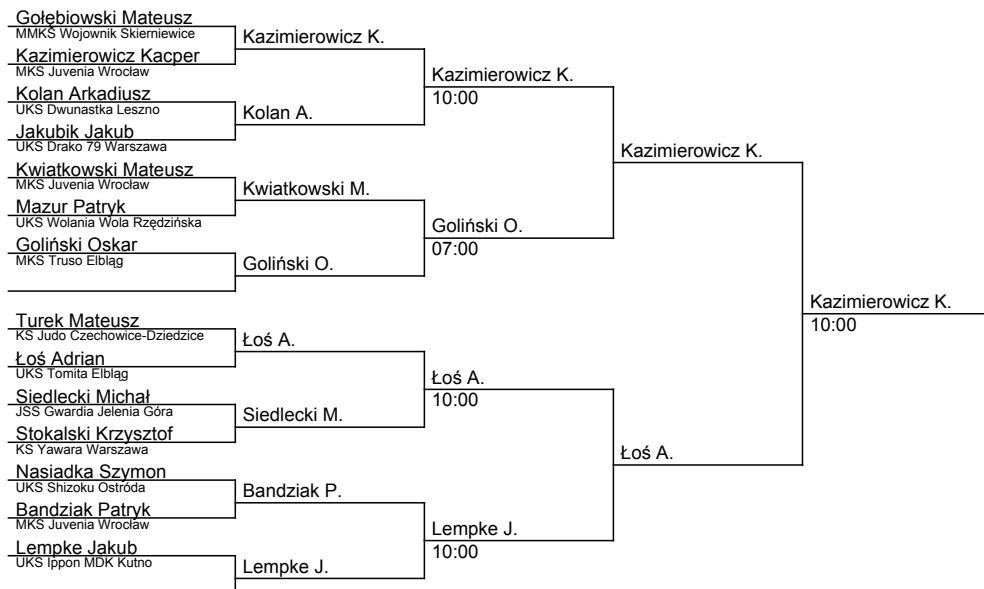 Gołębiowski Mateusz
MMKS Wojownik Skierniewice
Kazimierowicz K.
Kazimierowicz Kacper
MKS Juvenia Wrocław
Kazimierowicz K.
10:00
Kolan Arkadiusz
UKS Dwunastka Leszno
Kolan A.
Jakubik Jakub
UKS Drako 79 Warszawa
Kazimierowicz K.
Kwiatkowski Mateusz
MKS Juvenia Wrocław
Kwiatkowski M.
Mazur Patryk
UKS Wolania Wola Rzędzińska
Goliński O.
07:00
Goliński Oskar
MKS Truso Elbląg
Goliński O.
Kazimierowicz K.
10:00
Turek Mateusz
KS Judo Czechowice-Dziedzice
Łoś A.
Łoś Adrian
UKS Tomita Elbląg
Łoś A.
10:00
Siedlecki Michał
JSS Gwardia Jelenia Góra
Siedlecki M.
Stokalski Krzysztof
KS Yawara Warszawa
Łoś A.
Nasiadka Szymon
UKS Shizoku Ostróda
Bandziak P.
Bandziak Patryk
MKS Juvenia Wrocław
Lempke J.
10:00
Lempke Jakub
UKS Ippon MDK Kutno
Lempke J.